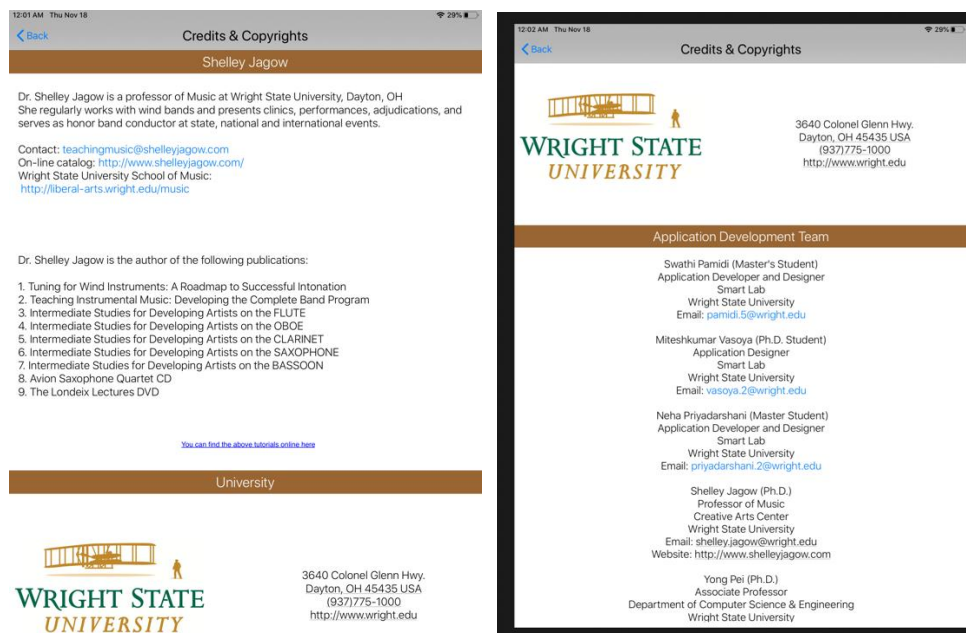 12:01 AM Thu Nov 18
29%
Back
Credits & Copyrights
Shelley Jagow
Dr. Shelley Jagow is a professor of Music at Wright State University, Dayton, OH
She regularly works with wind bands and presents clinics, performances, adjudications, and
serves as honor band conductor at state, national and international events.
Contact: teachingmusic@shelleyjagow.com
On-line catalog: http://www.shelleyjagow.com/
Wright State University School of Music:
http://liberal-arts.wright.edu/music
Dr. Shelley Jagow is the author of the following publications:
1. Tuning for Wind Instruments: A Roadmap to Successful Intonation
2. Teaching Instrumental Music: Developing the Complete Band Program
3. Intermediate Studies for Developing Artists on the FLUTE
4. Intermediate Studies for Developing Artists on the OBOE
5. Intermediate Studies for Developing Artists on the CLARINET
6. Intermediate Studies for Developing Artists on the SAXOPHONE
7. Intermediate Studies for Developing Artists on the BASSOON
8. Avion Saxophone Quartet CD
9. The Londeix Lectures DVD
You can find the above tutorials online here
University
WRIGHT STATE
UNIVERSITY
3640 Colonel Glenn Hwy.
Dayton, OH 45435 USA
(937)775-1000
http://www.wright.edu
12:02 AM Thu Nov 18
29%
Back
Credits & Copyrights
WRIGHT STATE
UNIVERSITY
3640 Colonel Glenn Hwy.
Dayton, OH 45435 USA
(937)775-1000
http://www.wright.edu
Application Development Team
Swathi Pamidi (Master's Student)
Application Developer and Designer
Smart Lab
Wright State University
Email: pamidi.5@wright.edu
Miteshkumar Vasoya (Ph.D. Student)
Application Designer
Smart Lab
Wright State University
Email: vasoya.2@wright.edu
Neha Priyadarshani (Master Student)
Application Developer and Designer
Smart Lab
Wright State University
Email: priyadarshani.2@wright.edu
Shelley Jagow (Ph.D.)
Professor of Music
Creative Arts Center
Wright State University
Email: shelley.jagow@wright.edu
Website: http://www.shelleyjagow.com
Yong Pei (Ph.D.)
Associate Professor
Department of Computer Science & Engineering
Wright State University